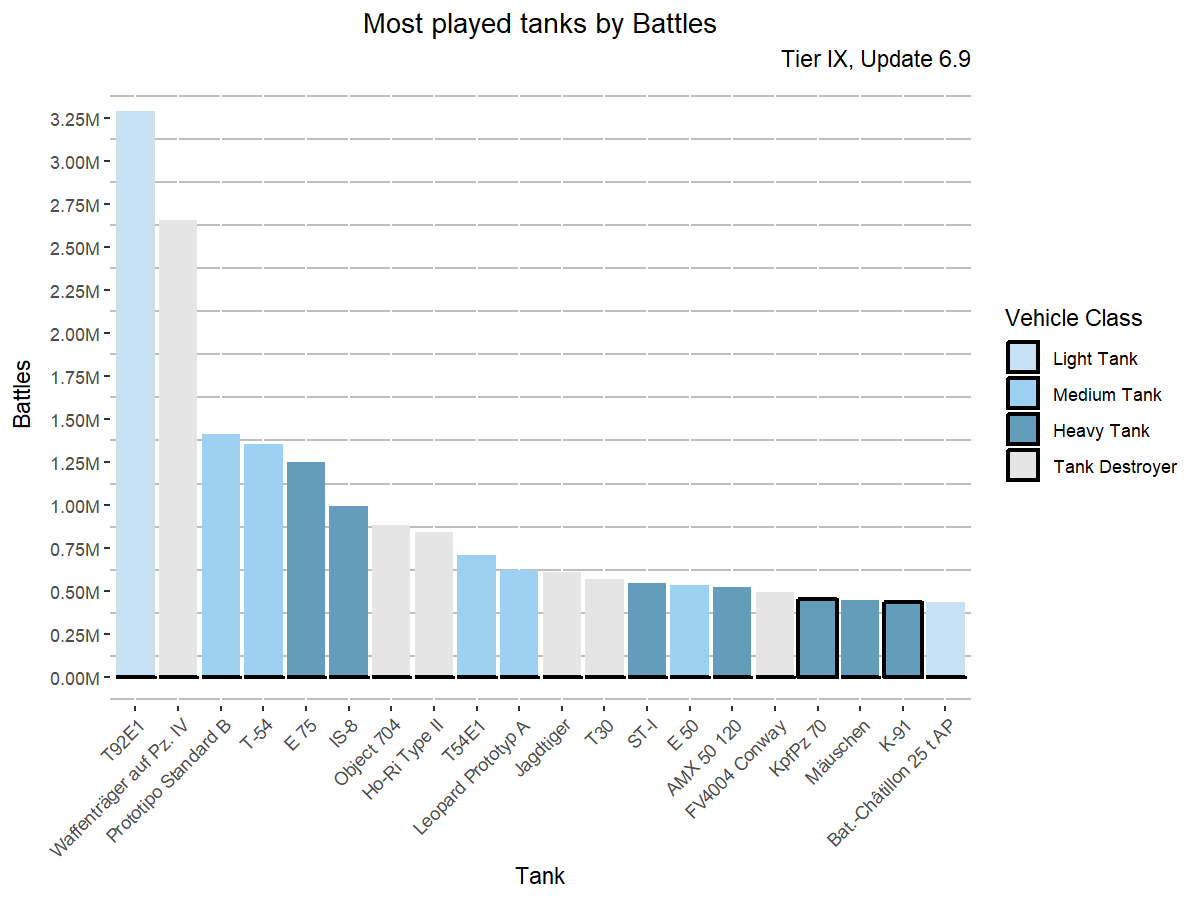 Most played tanks by Battles
Tier IX, Update 6.9
Battles
3.25M
3.00M
2.75M
2.50M
2.25M
2.00M
1.75M
1.50M
1.25M
1.00M
0.75M
0.50M
0.25M
0.00M
T92E1
Waffenträger auf Pz. IV
Prototipo Standard B
T-54
E 75
IS-8
Object 704
Ho-Ri Type II
T54E1
Leopard Prototyp A
Jagdtiger
T30
ST-I
E 50
AMX 50 120
FV4004 Conway
KpfPz 70
Mäuschen
K-91
Bat.-Châtillon 25 t AP
Tank
Vehicle Class
Light Tank
Medium Tank
Heavy Tank
Tank Destroyer